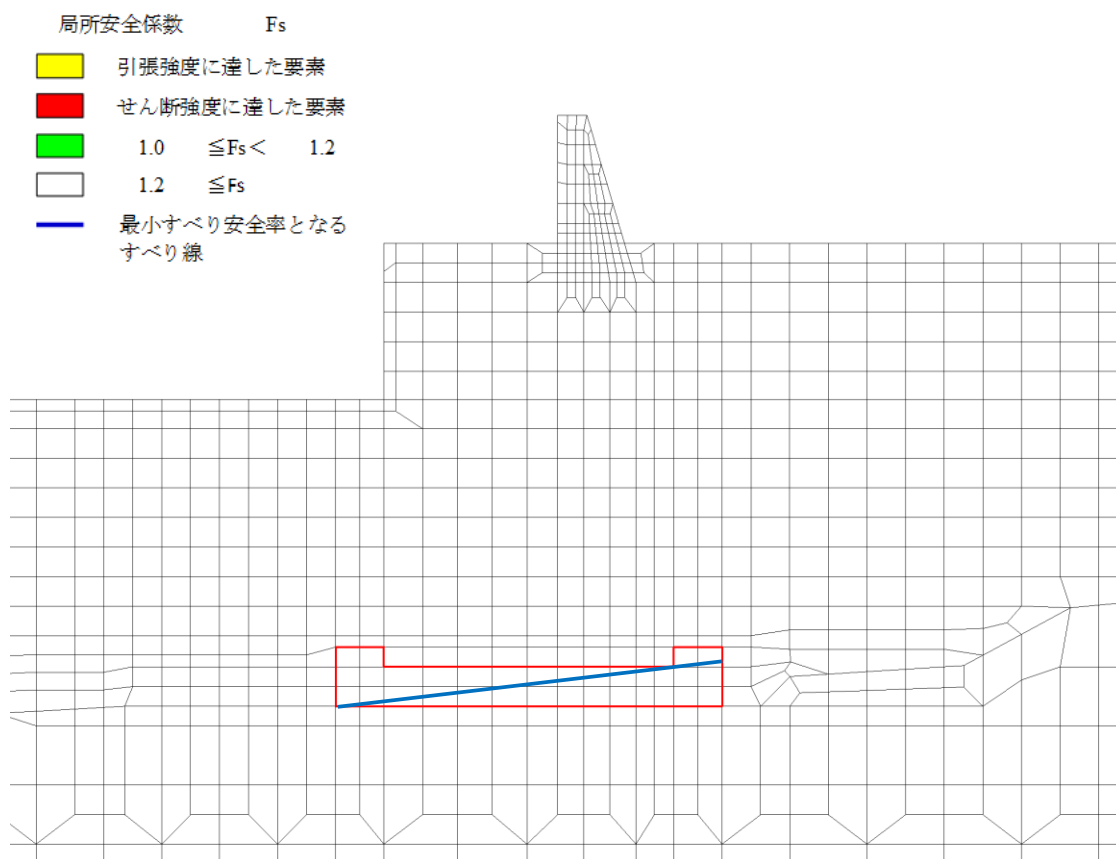 局所安全係数 Fs
引張強度に達した要素
せん断強度に達した要素
1.0 ≦Fs< 1.2
1.2 ≦Fs
最小すべり安全率となる
すべり線